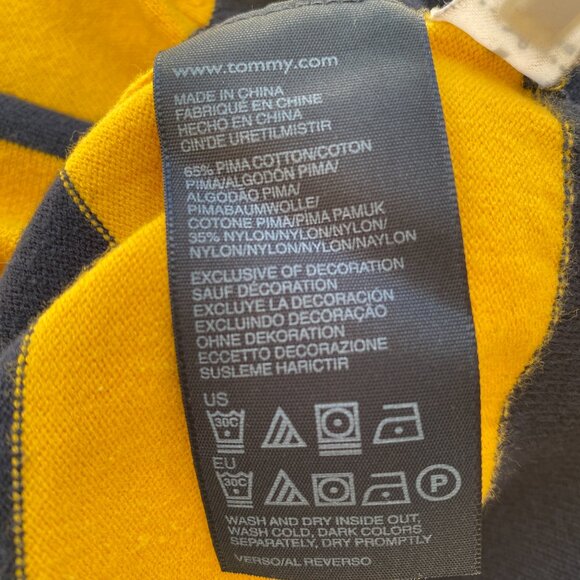 www.tommy.com
MADE IN CHINA
FABRIQUÉ EN CHINE
HECHO EN CHINA
ÇIN'DE ÜRETILMISTIR
65% PIMA COTTON/COTON
PIMA/ALGODÓN PIMA/
ALGODÃO PIMA/
PIMABAUMWOLLE/
COTONE PIMA/PIMA PAMUK
35% NYLON/NYLON/NYLON/
NYLON/NYLON/NYLON/NAYLON
EXCLUSIVE OF DECORATION
SAUF DÉCORATION
EXCLUYE LA DECORACIÓN
EXCLUINDO DECORAÇÃO
OHNE DEKORATION
ECCETTO DECORAZIONE
SUSLEME HARICTIR
US
30C
EU
30C P
WASH AND DRY INSIDE OUT,
WASH COLD, DARK COLORS
SEPARATELY, DRY PROMPTLY
VERSO/AL REVERSO